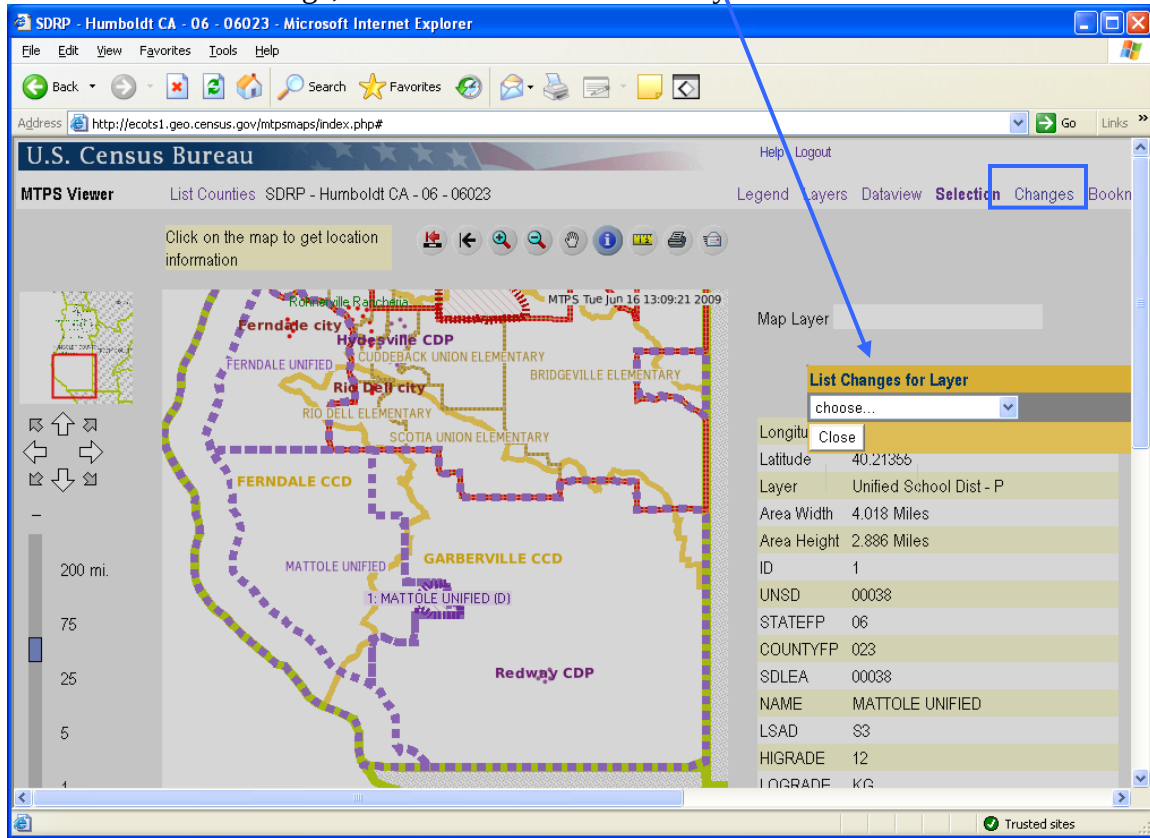 SDRP - Humboldt CA - 06 - 06023 - Microsoft Internet Explorer
File Edit View Favorites Tools Help
Back Search Favorites
Address http://ecots1.geo.census.gov/mtpsmaps/index.php# Go Links »
U.S. Census Bureau Help Logout
MTPS Viewer List Counties SDRP - Humboldt CA - 06 - 06023 Legend Layers Dataview Selection Changes Bookn
Click on the map to get location
information
Rohnerville Rancheria MTPS Tue Jun 16 13:09:21 2009
Ferndale city
Hydesville CDP
CUDDEBACK UNION ELEMENTARY
FERNDALE UNIFIED
BRIDGEVILLE ELEMENTARY
Rio Dell city
RIO DELL ELEMENTARY
SCOTIA UNION ELEMENTARY
FERNDALE CCD
GARBERVILLE CCD
MATTOLE UNIFIED
1: MATTOLE UNIFIED (D)
Redway CDP
200 mi.
75
25
5
1
Map Layer
List Changes for Layer
choose...
Close
Longitu
Latitude 40.21355
Layer Unified School Dist - P
Area Width 4.018 Miles
Area Height 2.886 Miles
ID 1
UNSD 00038
STATEFP 06
COUNTYFP 023
SDLEA 00038
NAME MATTOLE UNIFIED
LSAD S3
HIGRADE 12
LOGRADE KG
Trusted sites